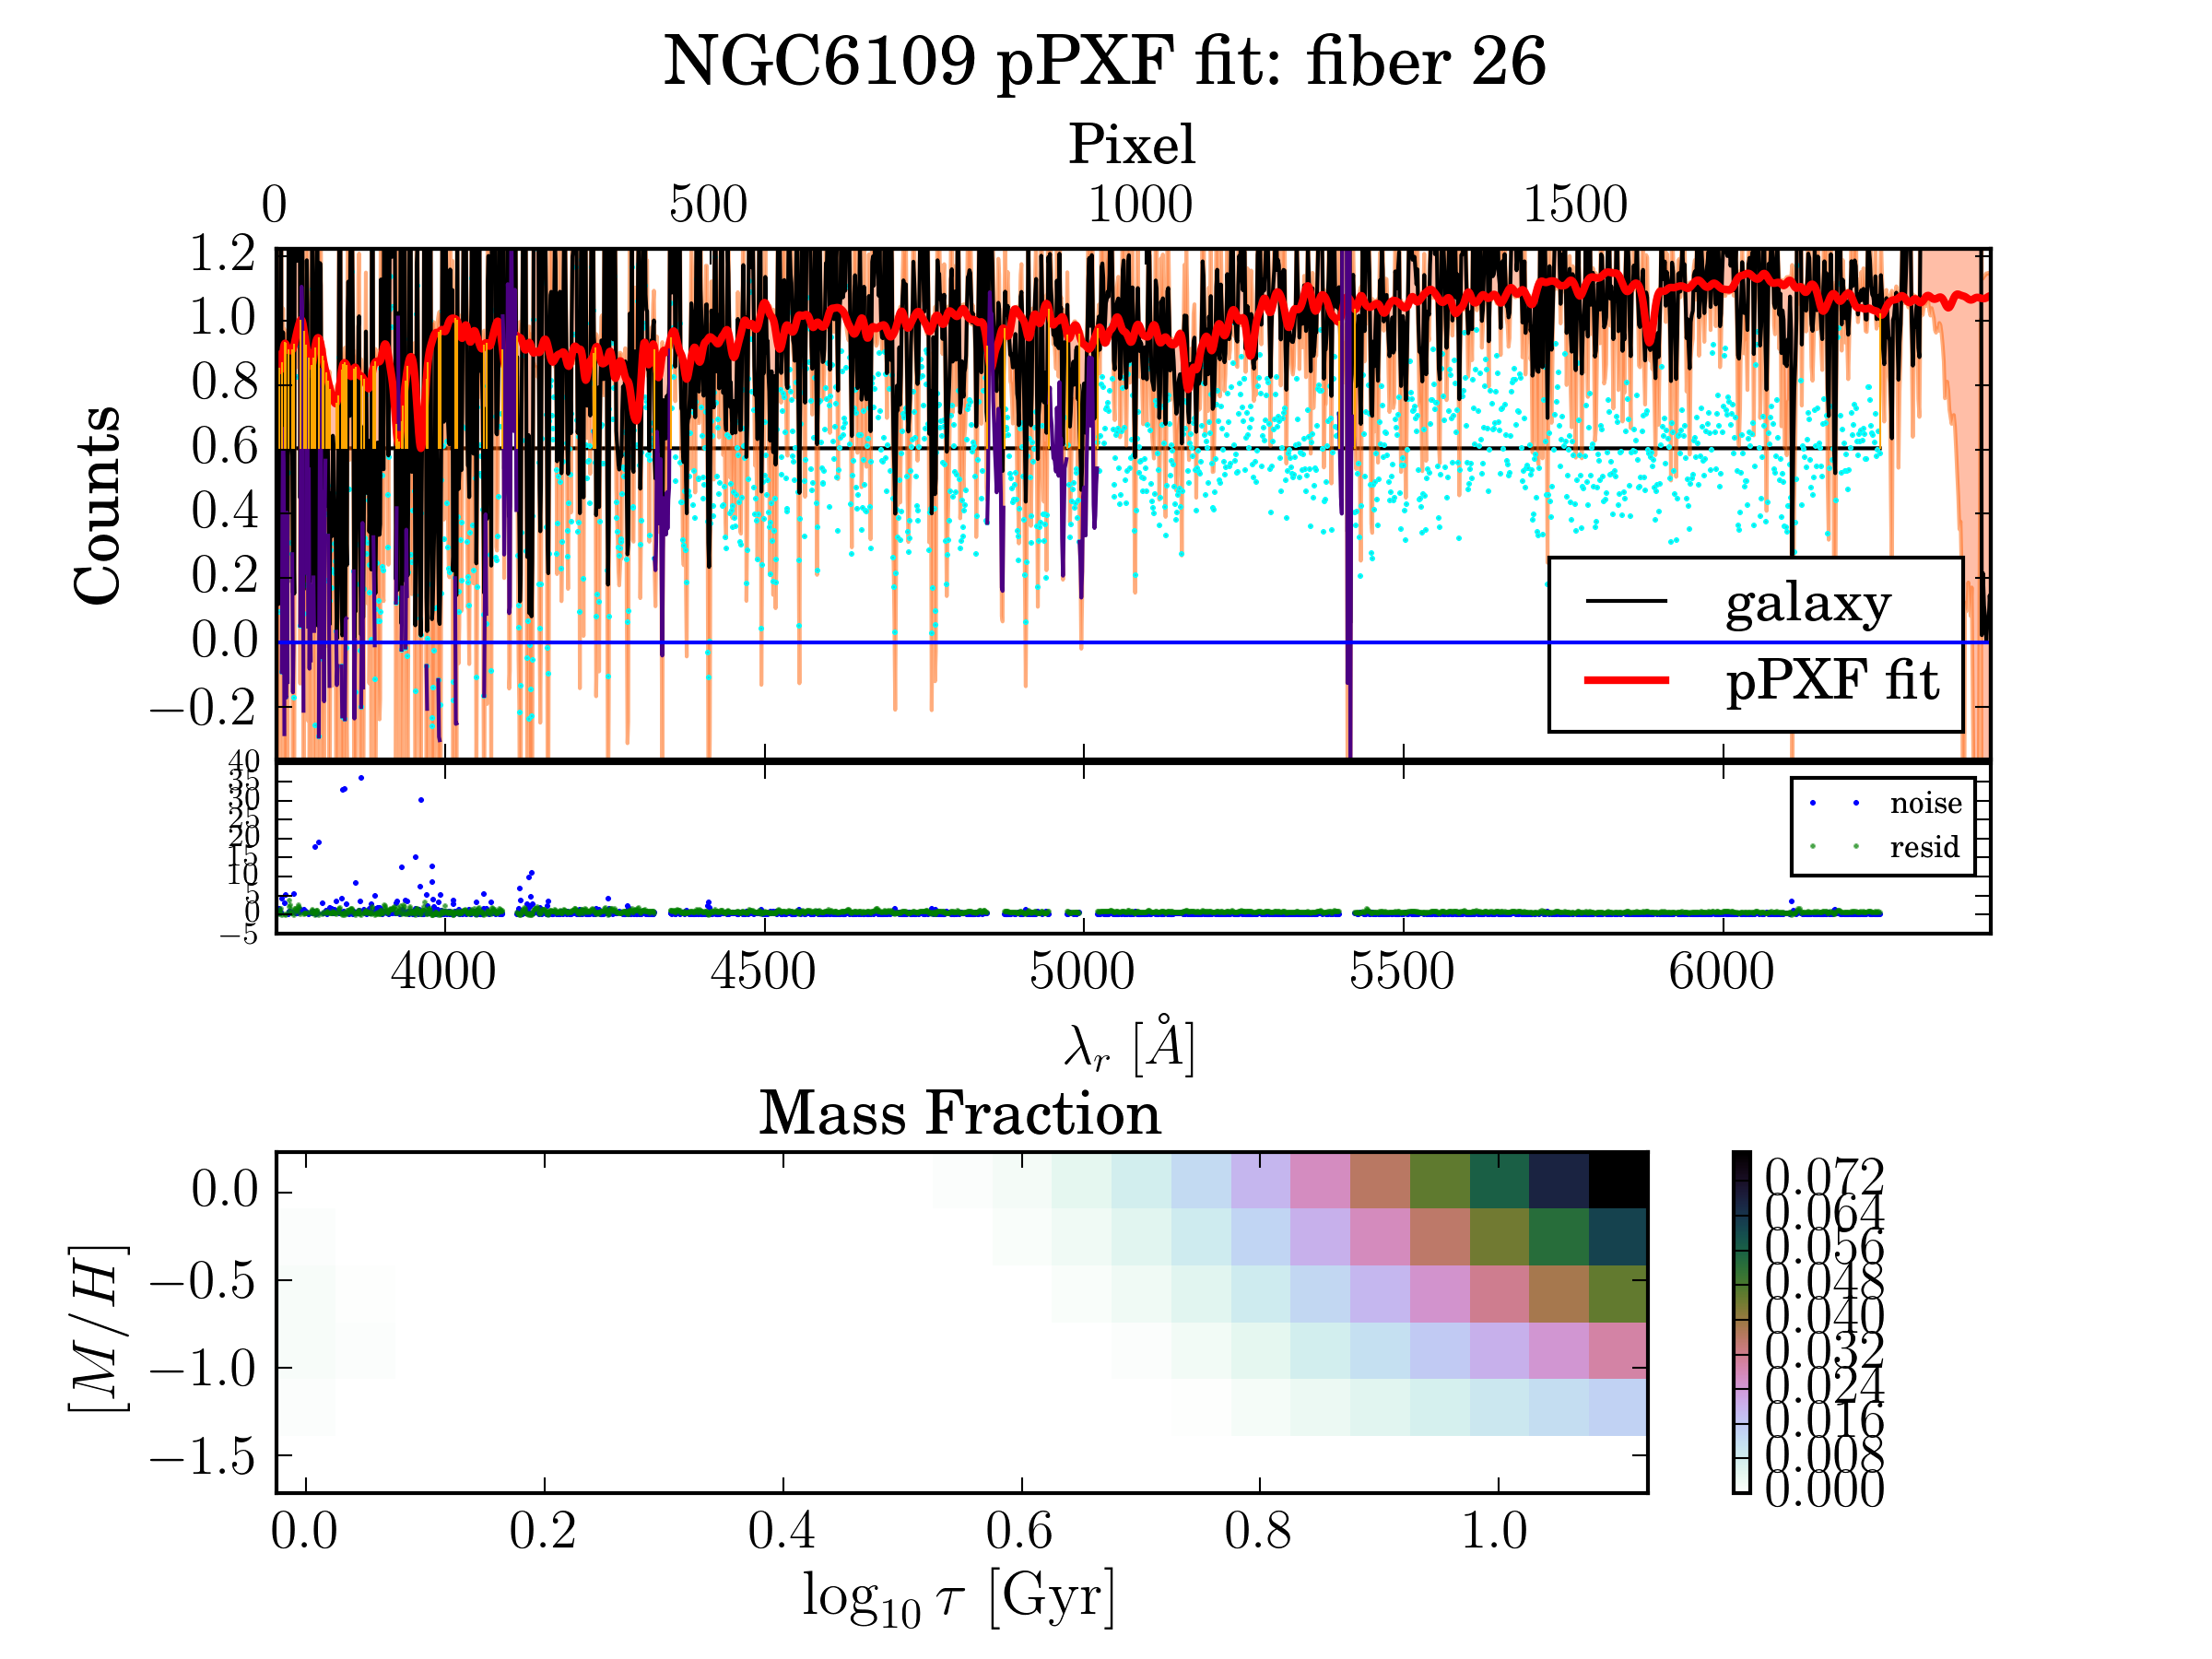 NGC6109 pPXF fit: fiber 26
Pixel
0 500 1000 1500
1.2
1.0
0.8
0.6
0.4
0.2
0.0
−0.2
Counts
galaxy
pPXF fit
40
35
30
25
20
15
10
5
0
−5
noise
resid
4000 4500 5000 5500 6000
λr [Å]
Mass Fraction
0.0
−0.5
−1.0
−1.5
[M/H]
0.072
0.064
0.056
0.048
0.040
0.032
0.024
0.016
0.008
0.000
0.0 0.2 0.4 0.6 0.8 1.0
log10 τ [Gyr]